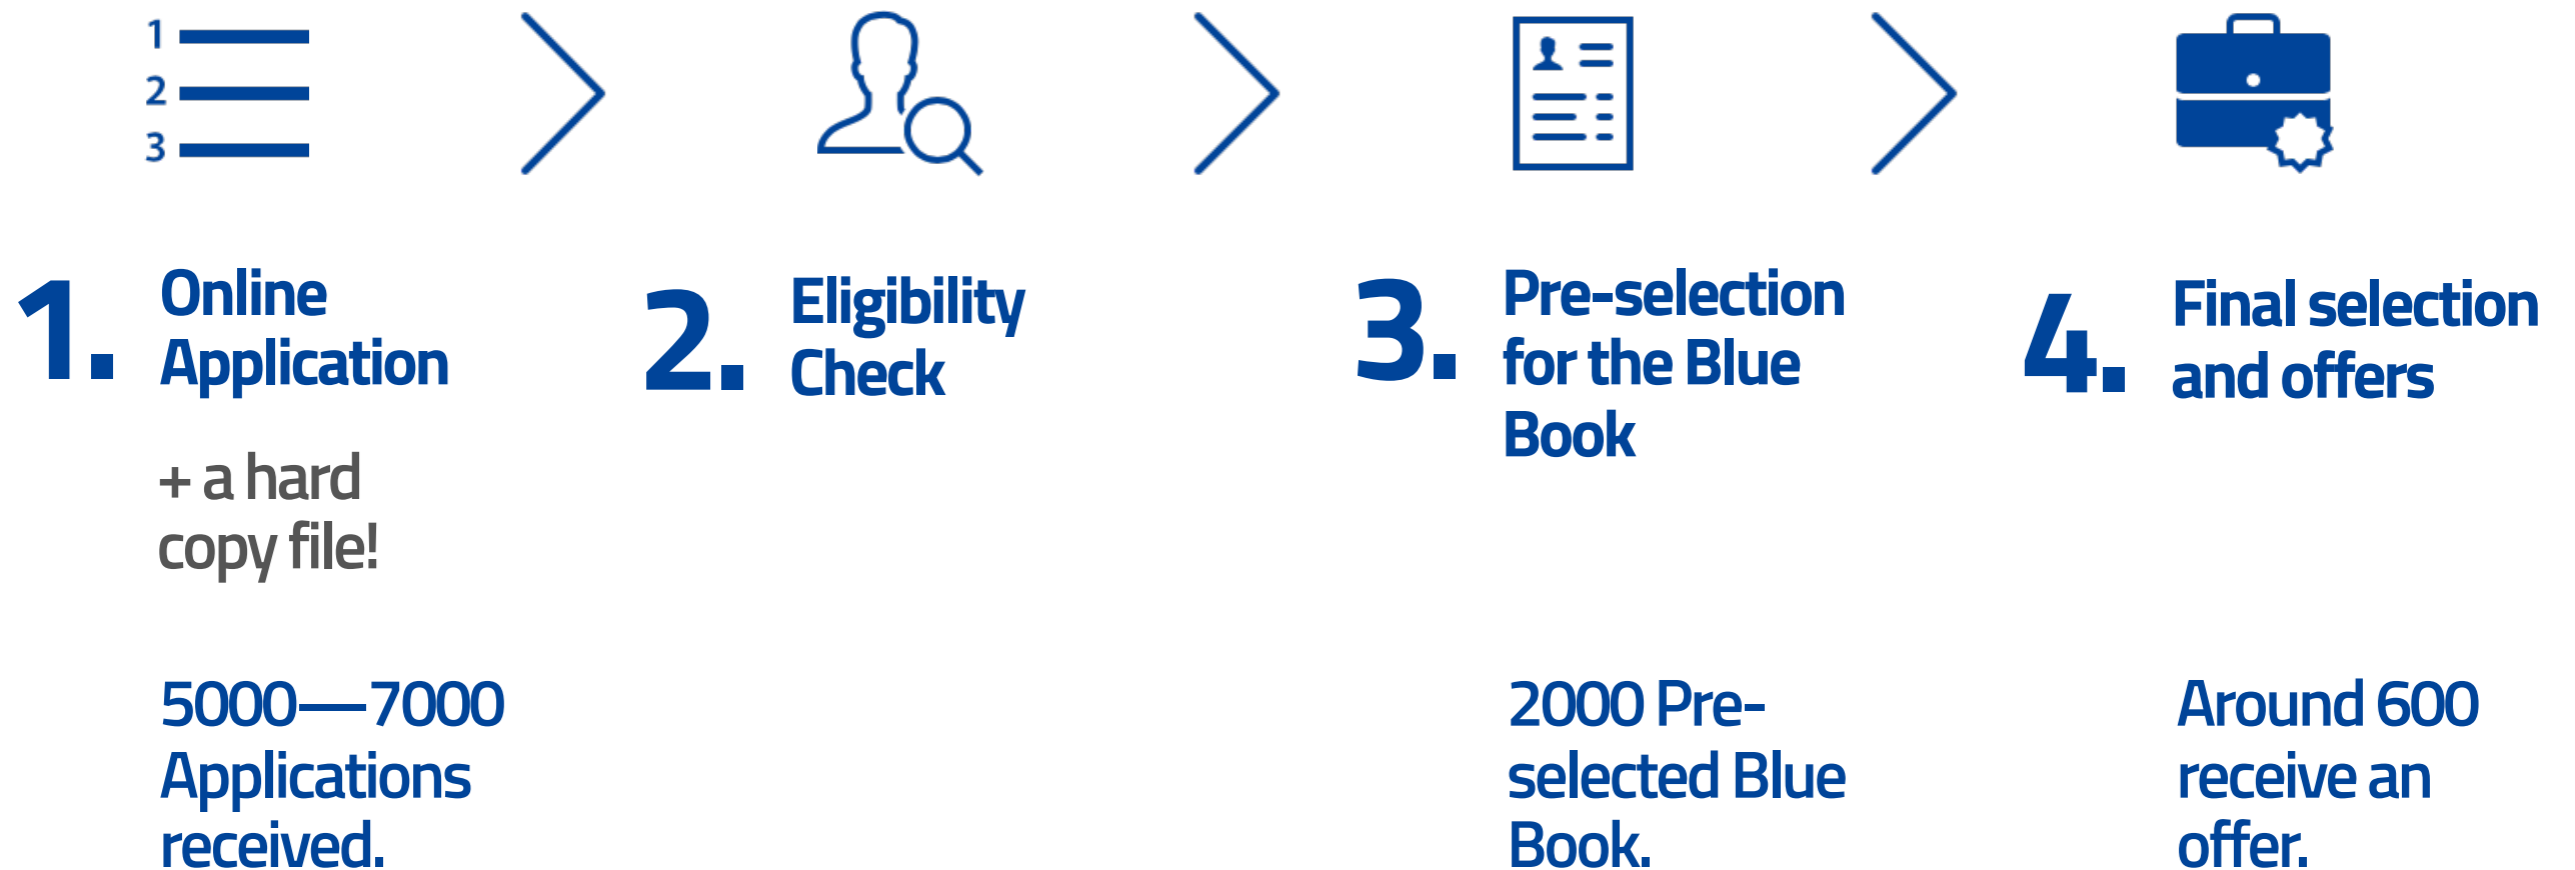 1
2
3
1.
Online
Application
+ a hard
copy file!
5000—7000
Applications
received.
2.
Eligibility
Check
3.
Pre-selection
for the Blue
Book
2000 Pre-
selected Blue
Book.
4.
Final selection
and offers
Around 600
receive an
offer.